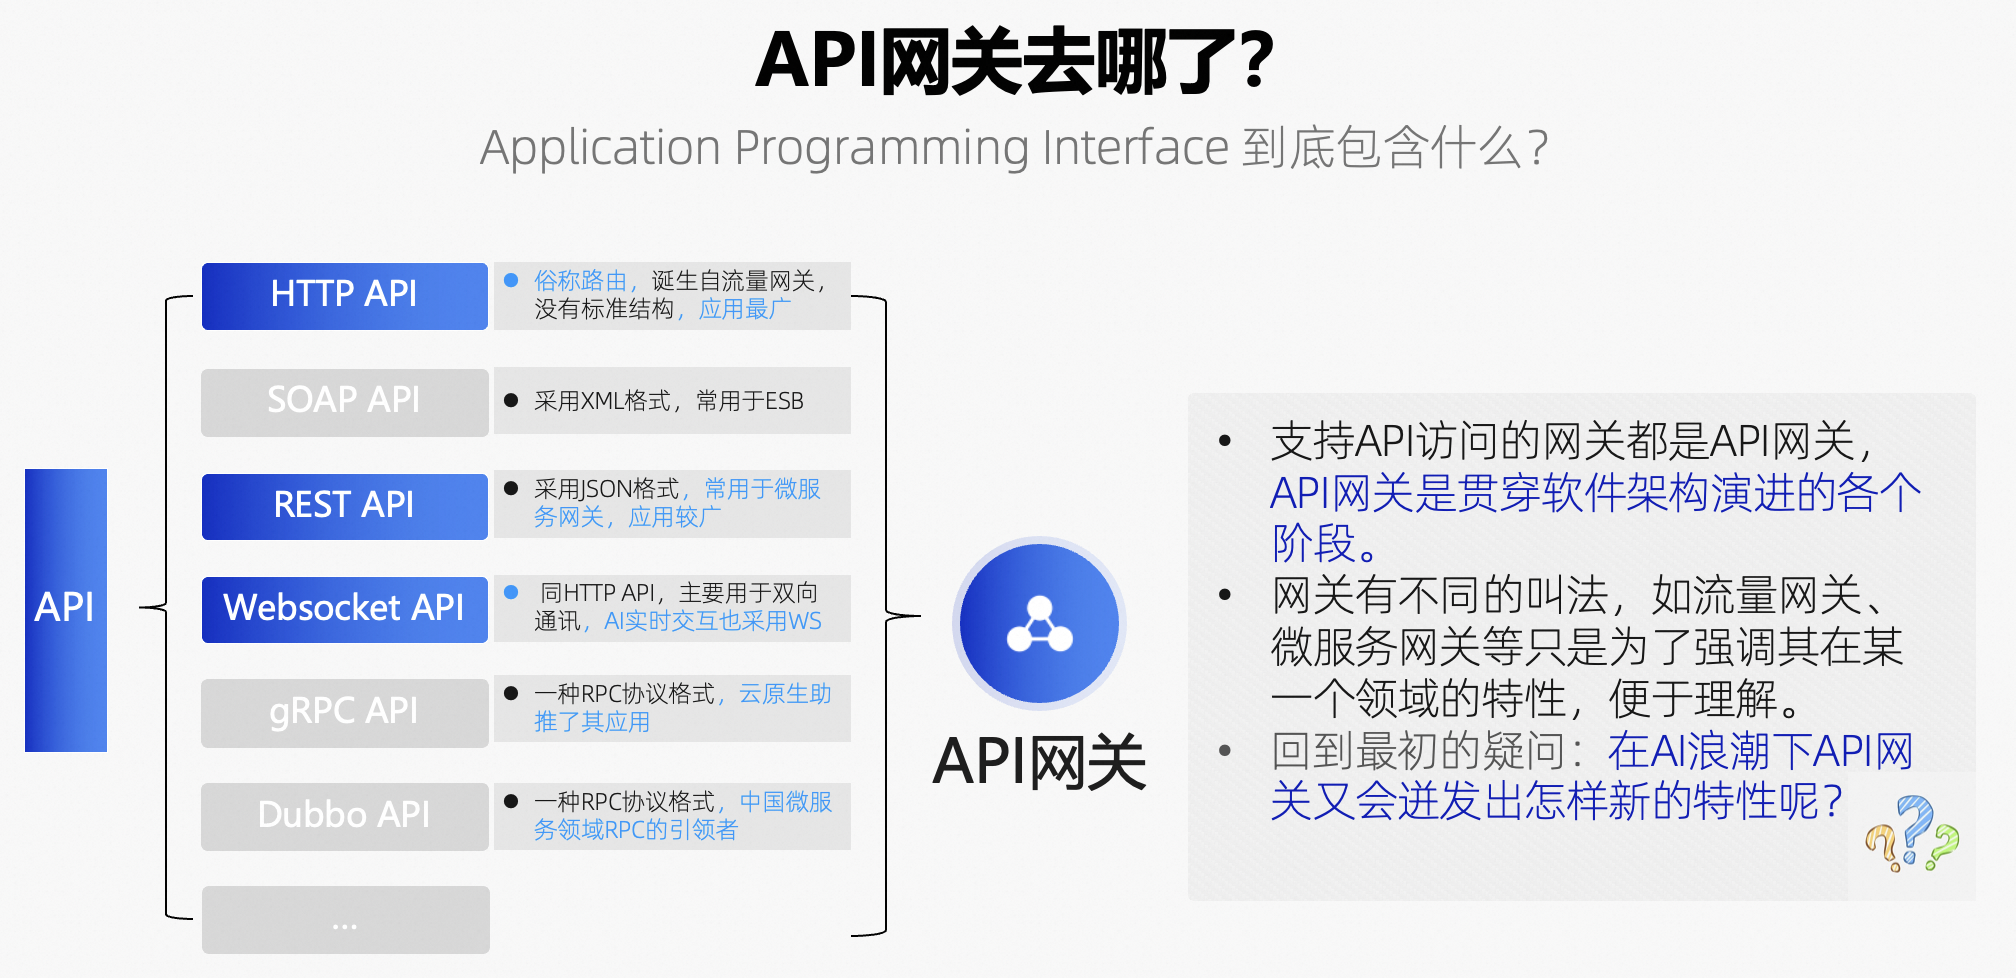 API网关去哪了?
Application Programming Interface 到底包含什么?
API
HTTP API
俗称路由，诞生自流量网关，
没有标准结构，应用最广
SOAP API
采用XML格式，常用于ESB
REST API
采用JSON格式，常用于微服
务网关，应用较广
Websocket API
同HTTP API，主要用于双向
通讯，AI实时交互也采用WS
gRPC API
一种RPC协议格式，云原生助
推了其应用
Dubbo API
一种RPC协议格式，中国微服
务领域RPC的引领者
...
API网关
支持API访问的网关都是API网关，
API网关是贯穿软件架构演进的各个
阶段。
网关有不同的叫法，如流量网关、
微服务网关等只是为了强调其在某
一个领域的特性，便于理解。
回到最初的疑问：在AI浪潮下API网
关又会迸发出怎样新的特性呢?
???